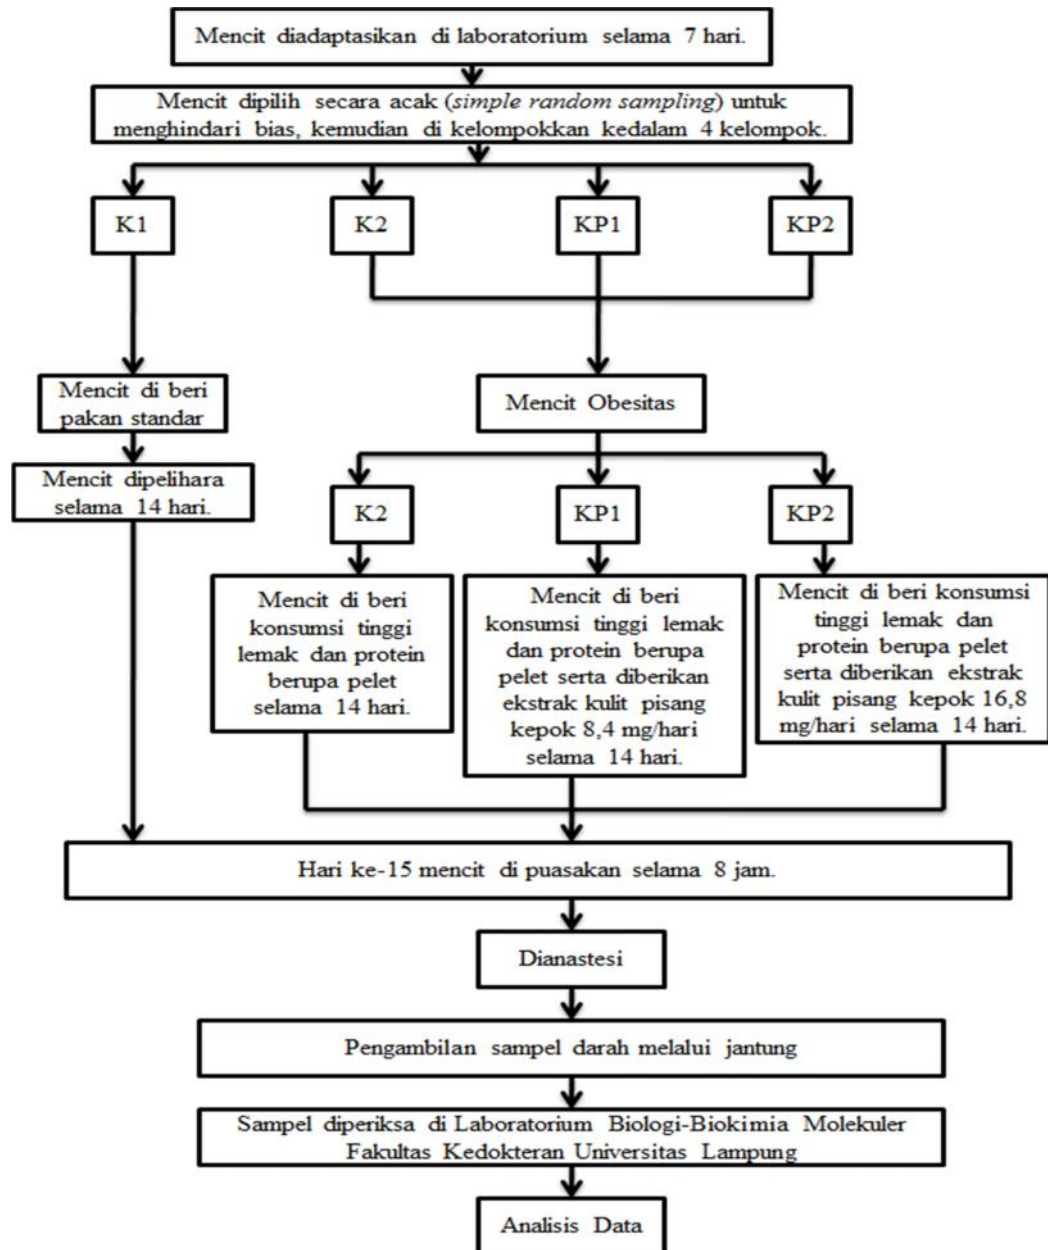 Mencit diadaptasikan di laboratorium selama 7 hari.
Mencit dipilih secara acak (simple random sampling) untuk
menghindari bias, kemudian di kelompokkan kedalam 4 kelompok.
K1
K2
KP1
KP2
Mencit di beri
pakan standar
Mencit Obesitas
Mencit dipelihara
selama 14 hari.
K2
KP1
KP2
Mencit di beri
konsumsi tinggi
lemak dan protein
berupa pelet
selama 14 hari.
Mencit di beri
konsumsi tinggi lemak
dan protein berupa
pelet serta diberikan
ekstrak kulit pisang
kepok 8,4 mg/hari
selama 14 hari.
Mencit di beri konsumsi
tinggi lemak dan
protein berupa pelet
serta diberikan ekstrak
kulit pisang kepok 16,8
mg/hari selama 14 hari.
Hari ke-15 mencit di puasakan selama 8 jam.
Dianastesi
Pengambilan sampel darah melalui jantung
Sampel diperiksa di Laboratorium Biologi-Biokimia Molekuler
Fakultas Kedokteran Universitas Lampung
Analisis Data